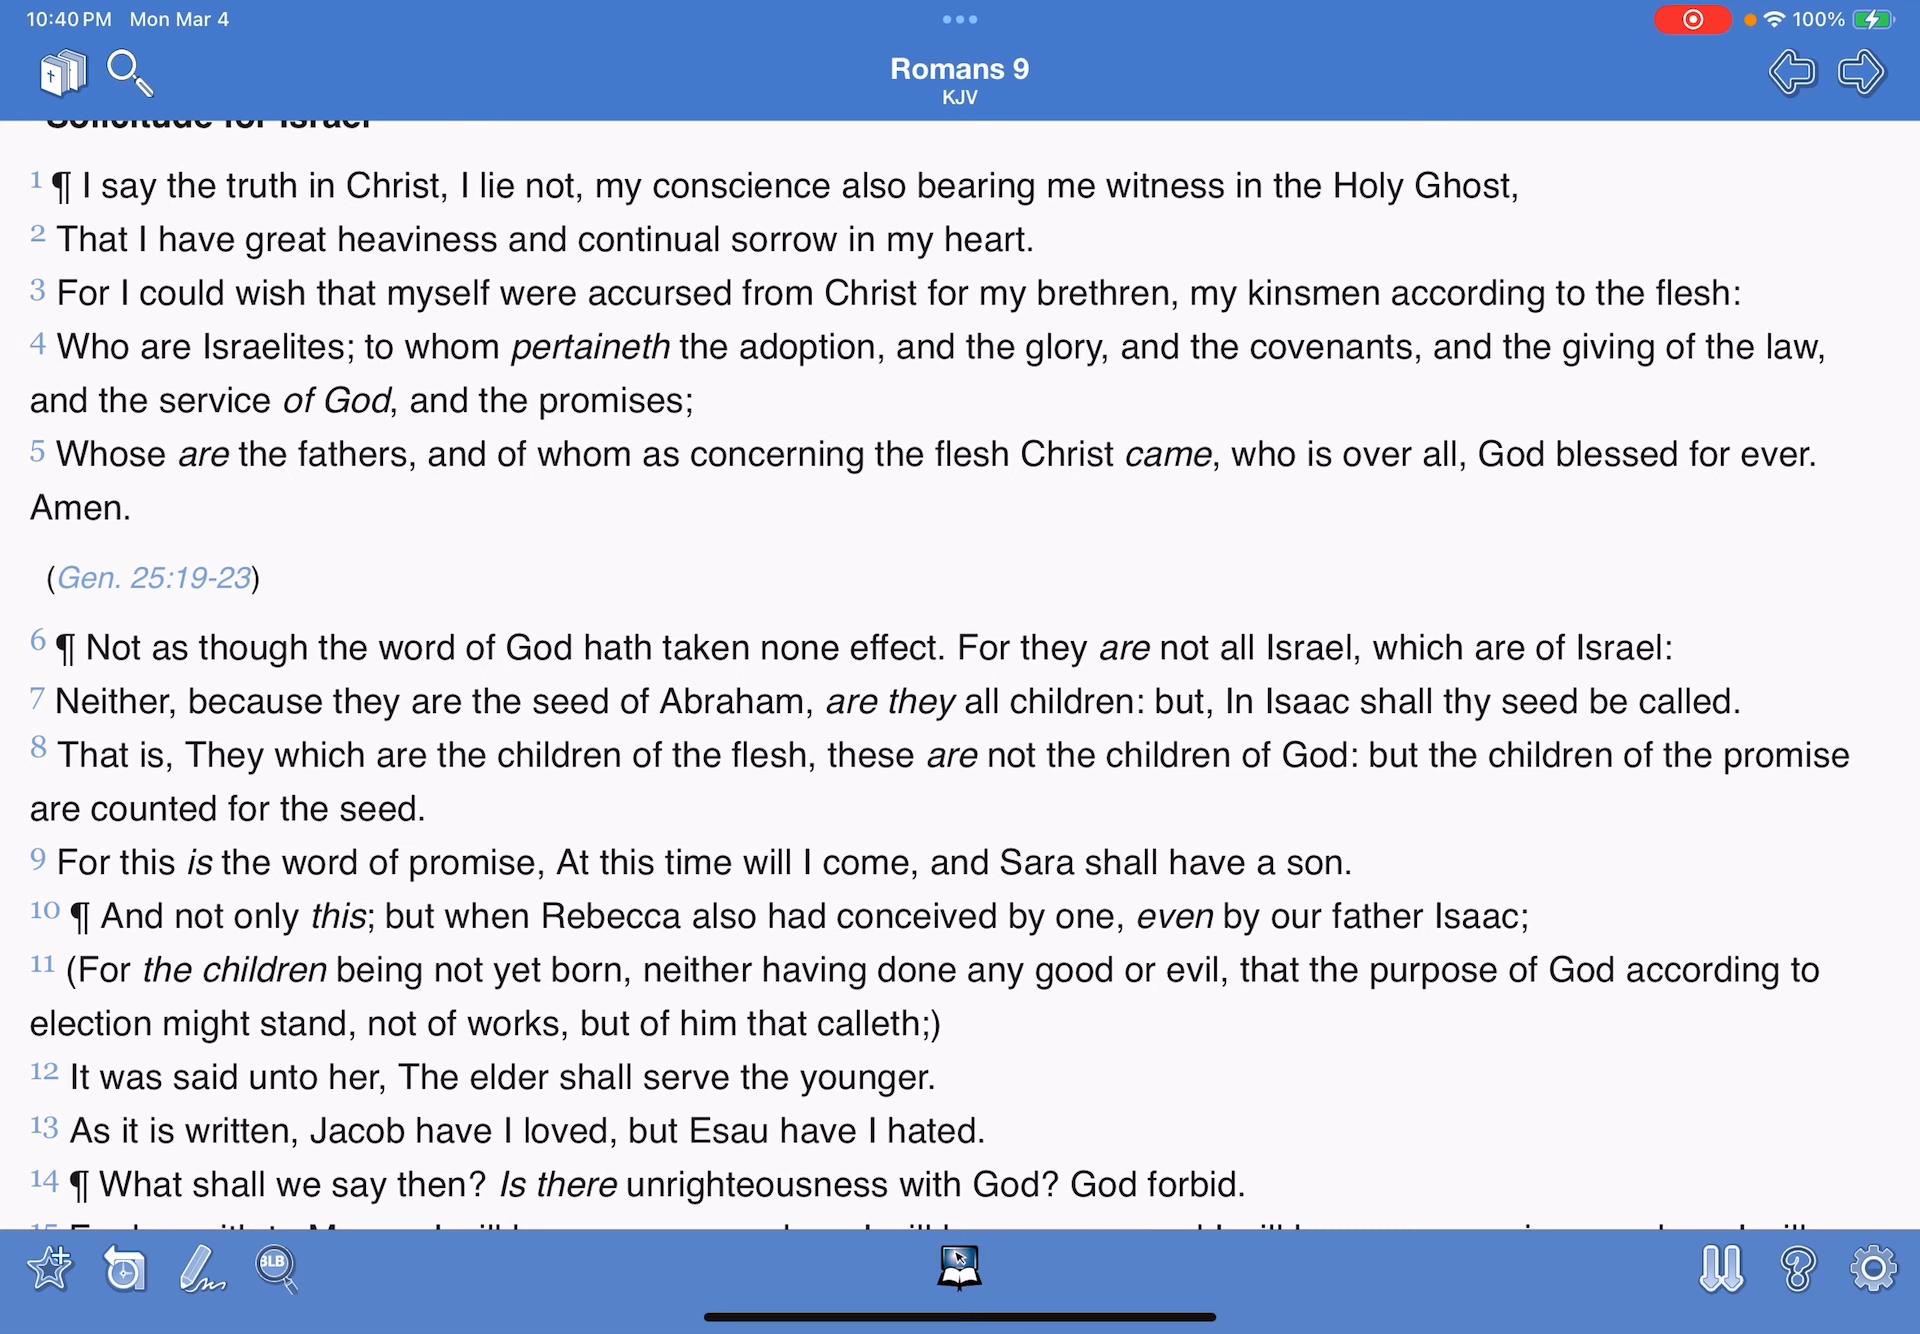 10:40 PM Mon Mar 4
100%
Romans 9
KJV
Solicitude for Israel
1 ¶ I say the truth in Christ, I lie not, my conscience also bearing me witness in the Holy Ghost,
2 That I have great heaviness and continual sorrow in my heart.
3 For I could wish that myself were accursed from Christ for my brethren, my kinsmen according to the flesh:
4 Who are Israelites; to whom pertaineth the adoption, and the glory, and the covenants, and the giving of the law,
and the service of God, and the promises;
5 Whose are the fathers, and of whom as concerning the flesh Christ came, who is over all, God blessed for ever.
Amen.
(Gen. 25:19-23)
6 ¶ Not as though the word of God hath taken none effect. For they are not all Israel, which are of Israel:
7 Neither, because they are the seed of Abraham, are they all children: but, In Isaac shall thy seed be called.
8 That is, They which are the children of the flesh, these are not the children of God: but the children of the promise
are counted for the seed.
9 For this is the word of promise, At this time will I come, and Sara shall have a son.
10 ¶ And not only this; but when Rebecca also had conceived by one, even by our father Isaac;
11 (For the children being not yet born, neither having done any good or evil, that the purpose of God according to
election might stand, not of works, but of him that calleth;)
12 It was said unto her, The elder shall serve the younger.
13 As it is written, Jacob have I loved, but Esau have I hated.
14 ¶ What shall we say then? Is there unrighteousness with God? God forbid.
BLB